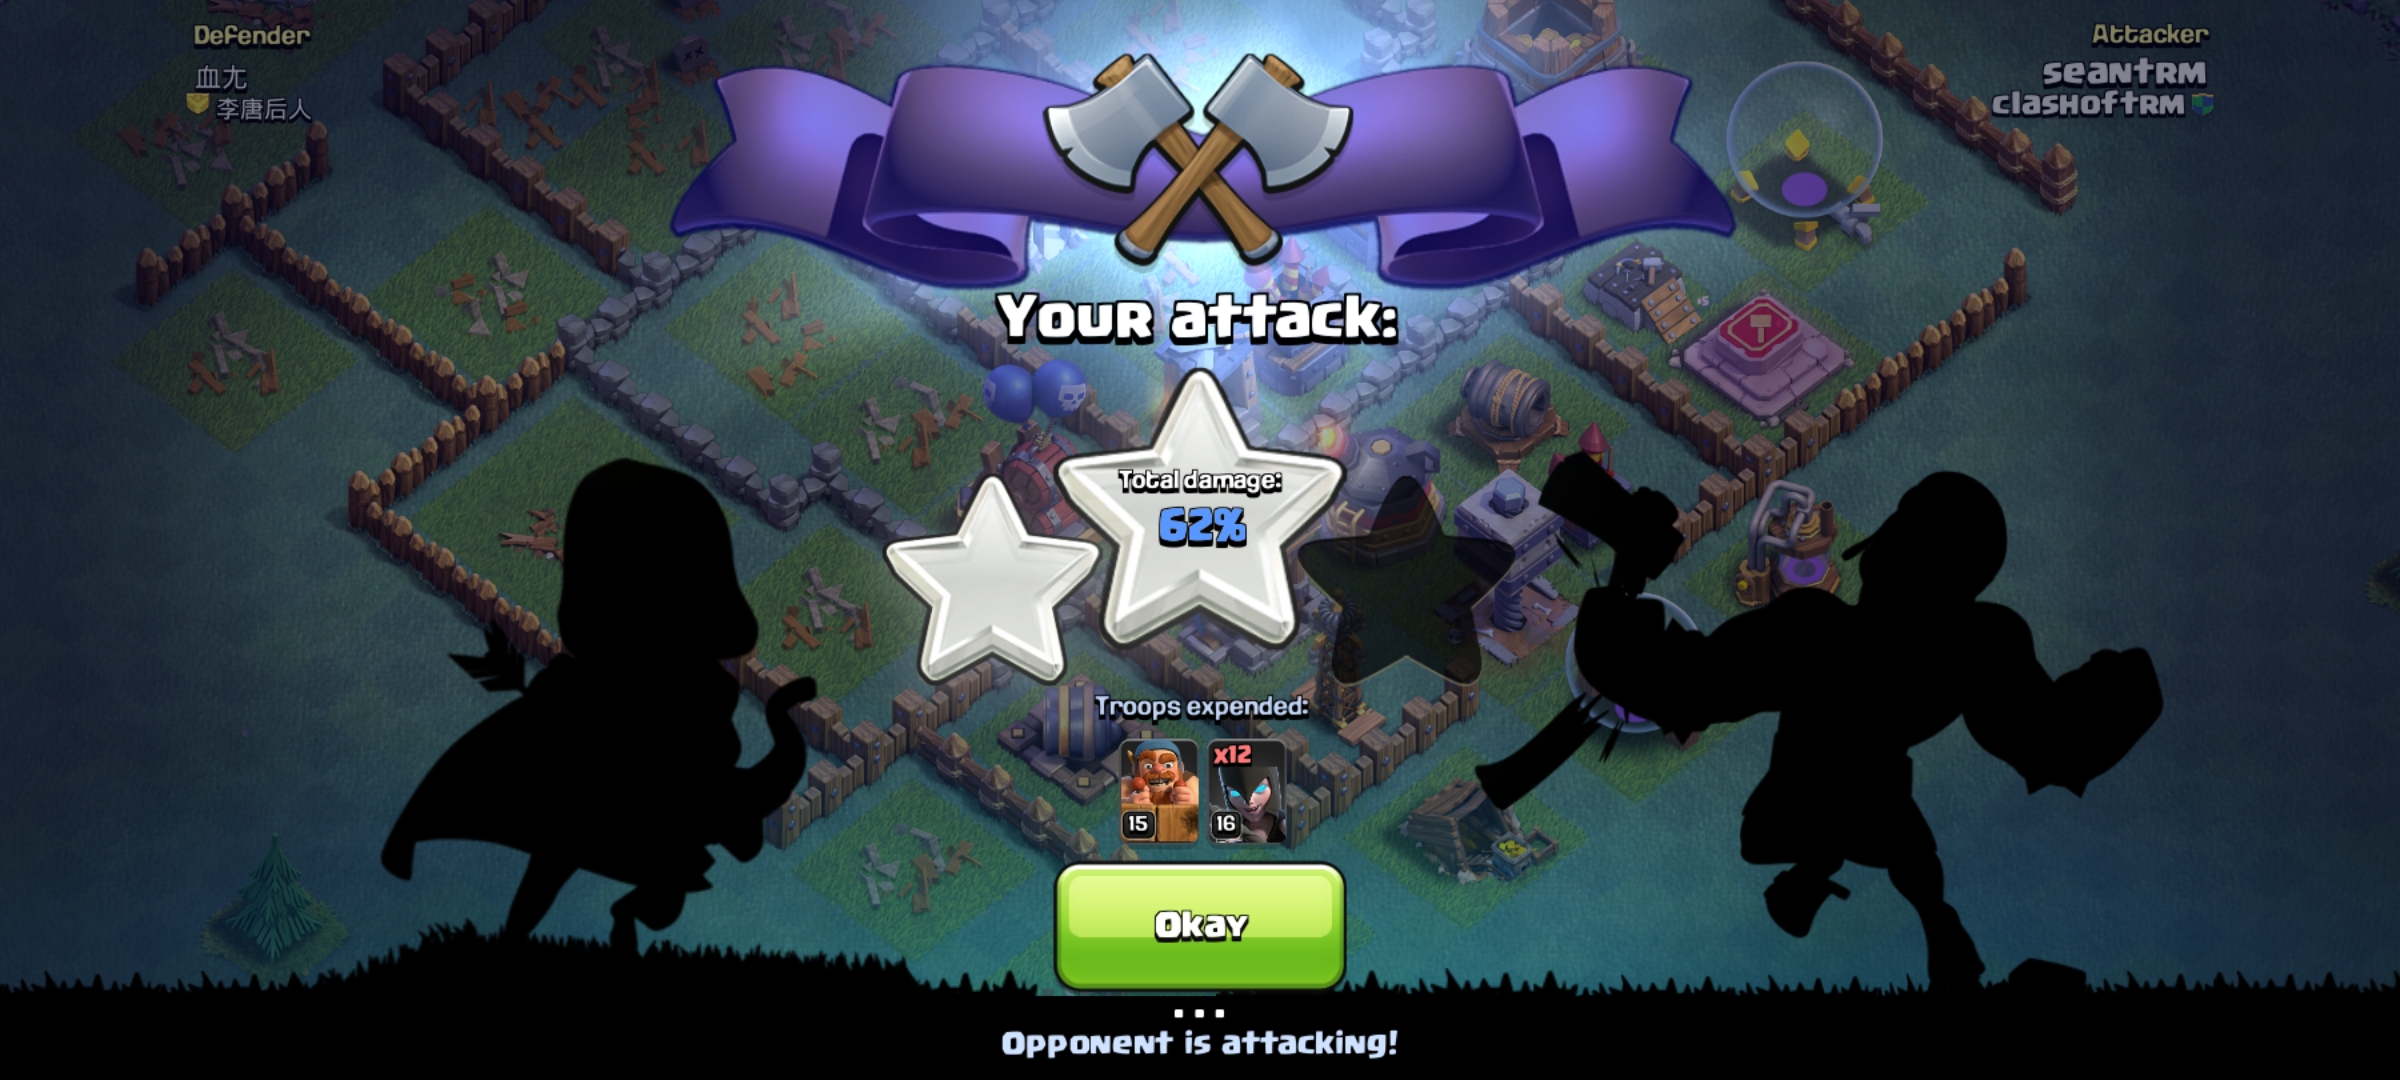 Defender
血尢
李唐后人
Attacker
seantRM
clashoftRM
Your attack:
Total damage:
62%
Troops expended:
x12
15
16
Okay
...
Opponent is attacking!